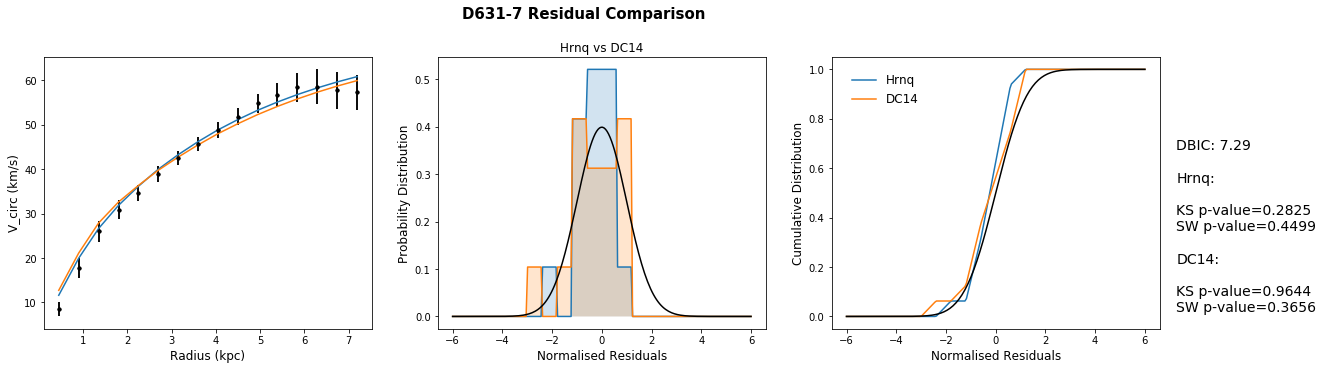 D631-7 Residual Comparison
V_circ (km/s)
60
50
40
30
20
10
1 2 3 4 5 6 7
Radius (kpc)
Hrnq vs DC14
Probability Distribution
0.5
0.4
0.3
0.2
0.1
0.0
−6 −4 −2 0 2 4 6
Normalised Residuals
Cumulative Distribution
1.0
0.8
0.6
0.4
0.2
0.0
Hrnq
DC14
−6 −4 −2 0 2 4 6
Normalised Residuals
DBIC: 7.29
Hrnq:
KS p-value=0.2825
SW p-value=0.4499
DC14:
KS p-value=0.9644
SW p-value=0.3656